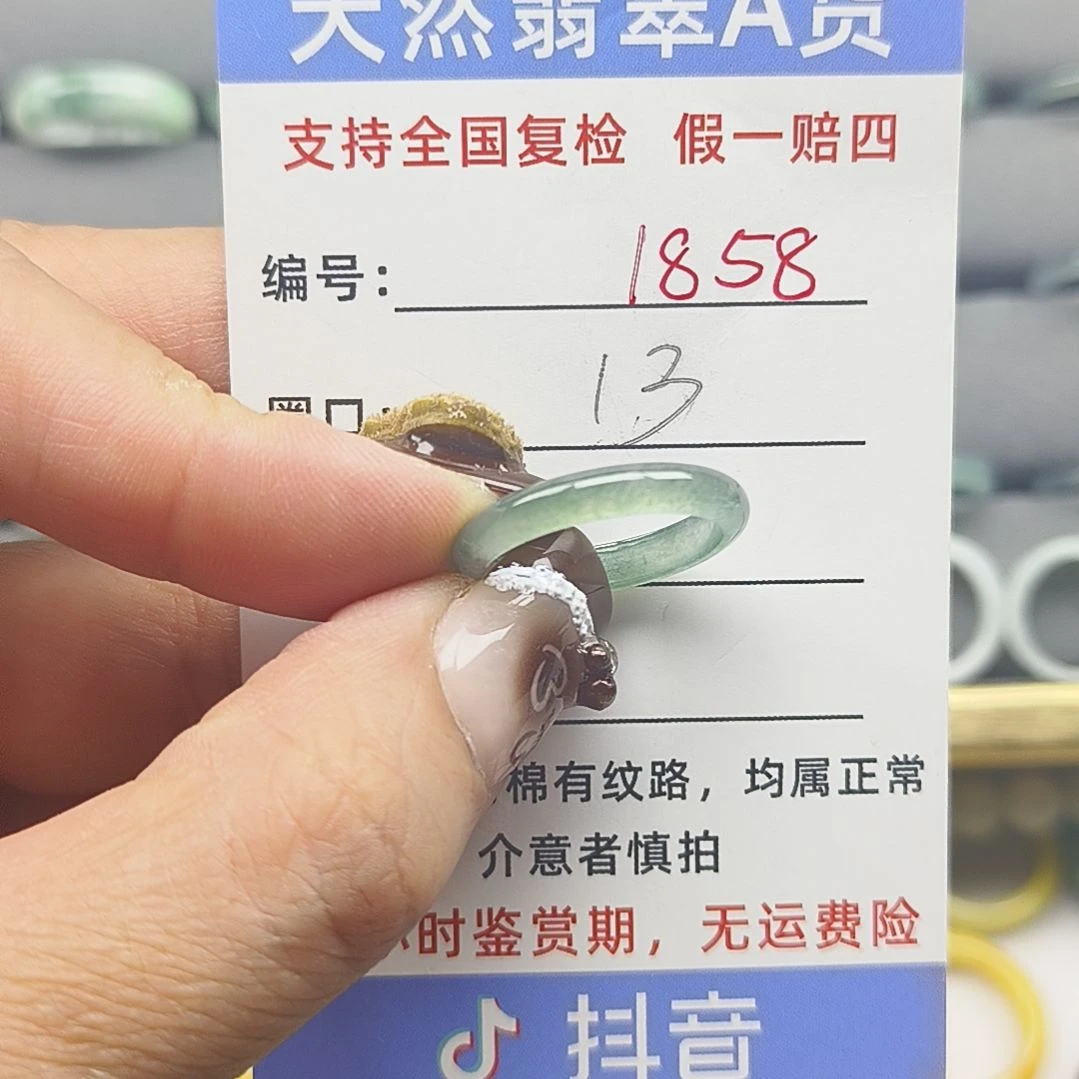 天然翡翠A货
支持全国复检 假一赔四
编号： 1858
圈口： 13
棉有纹路，均属正常
介意者慎拍
时鉴赏期，无运费险
抖音